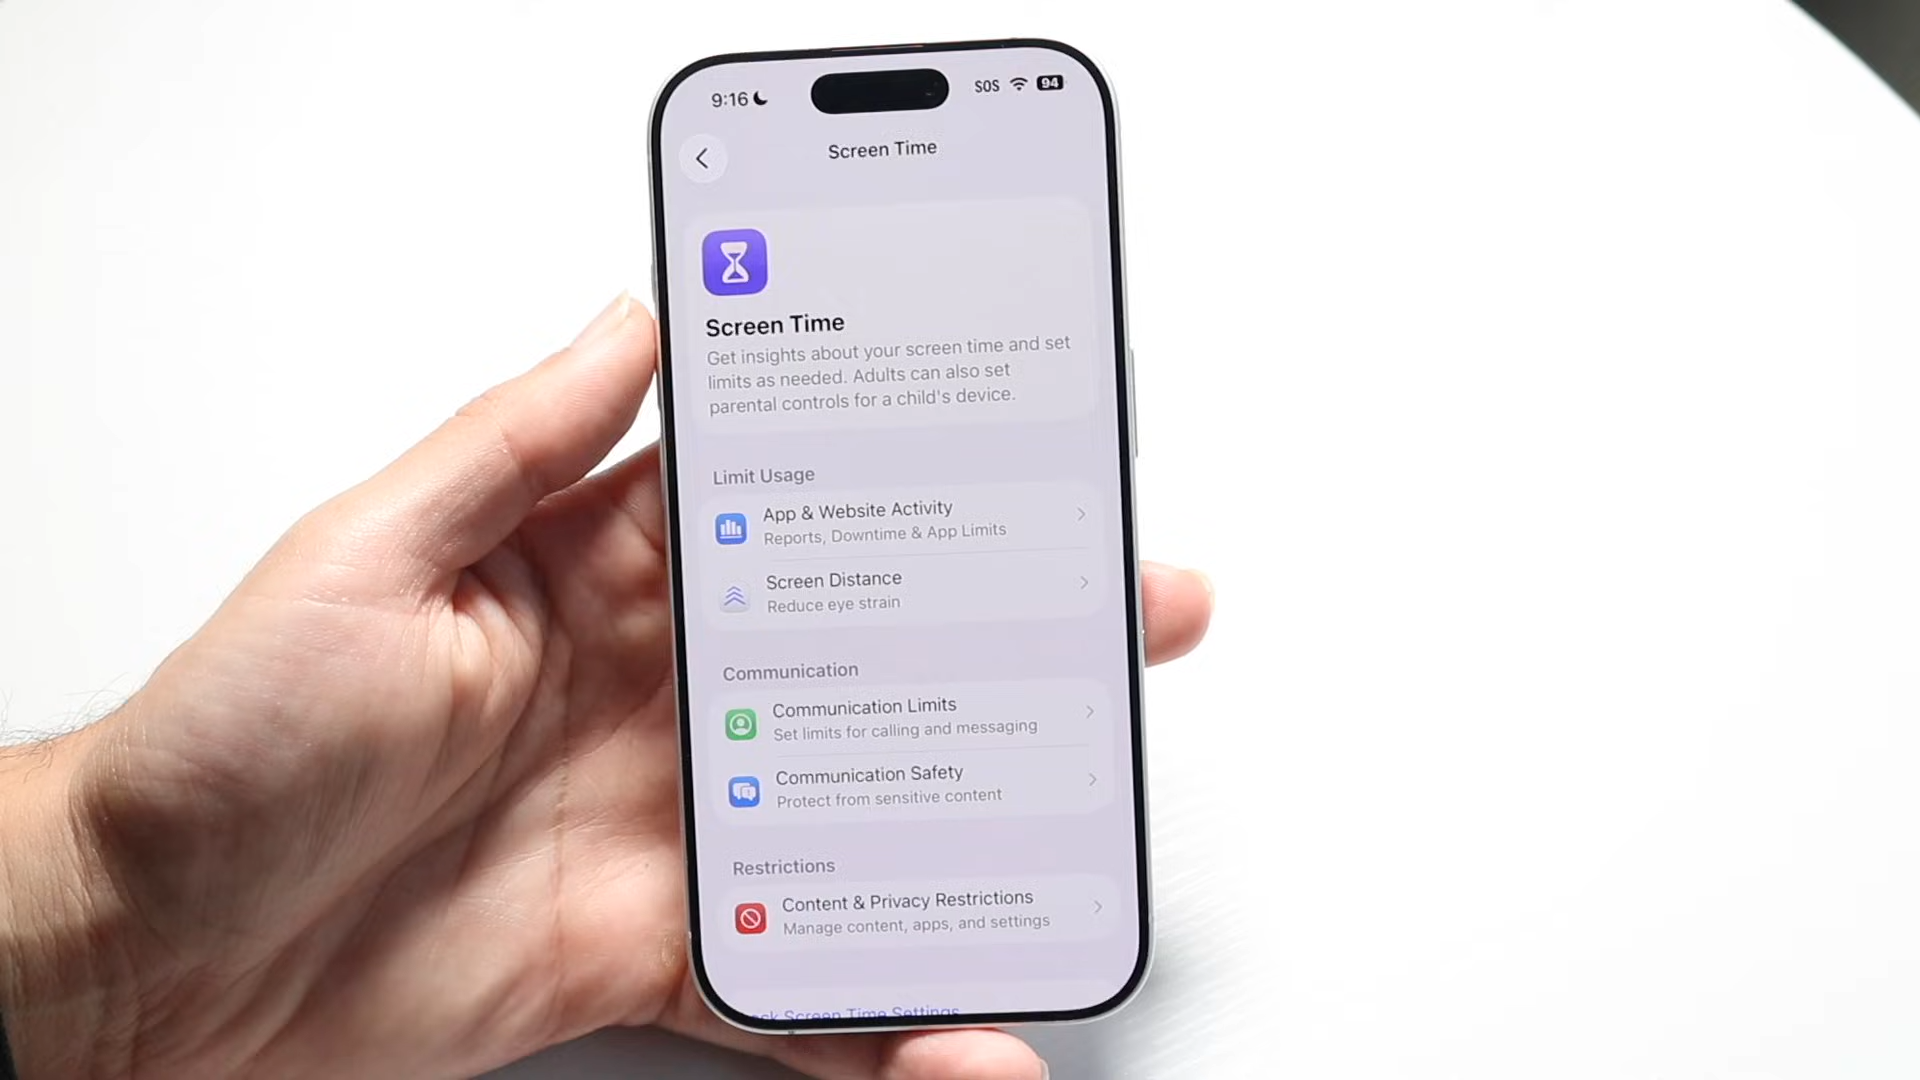 9:16
SOS
94
Screen Time
Screen Time
Get insights about your screen time and set
limits as needed. Adults can also set
parental controls for a child's device.
Limit Usage
App & Website Activity
Reports, Downtime & App Limits
Screen Distance
Reduce eye strain
Communication
Communication Limits
Set limits for calling and messaging
Communication Safety
Protect from sensitive content
Restrictions
Content & Privacy Restrictions
Manage content, apps, and settings
Screen Time Settings